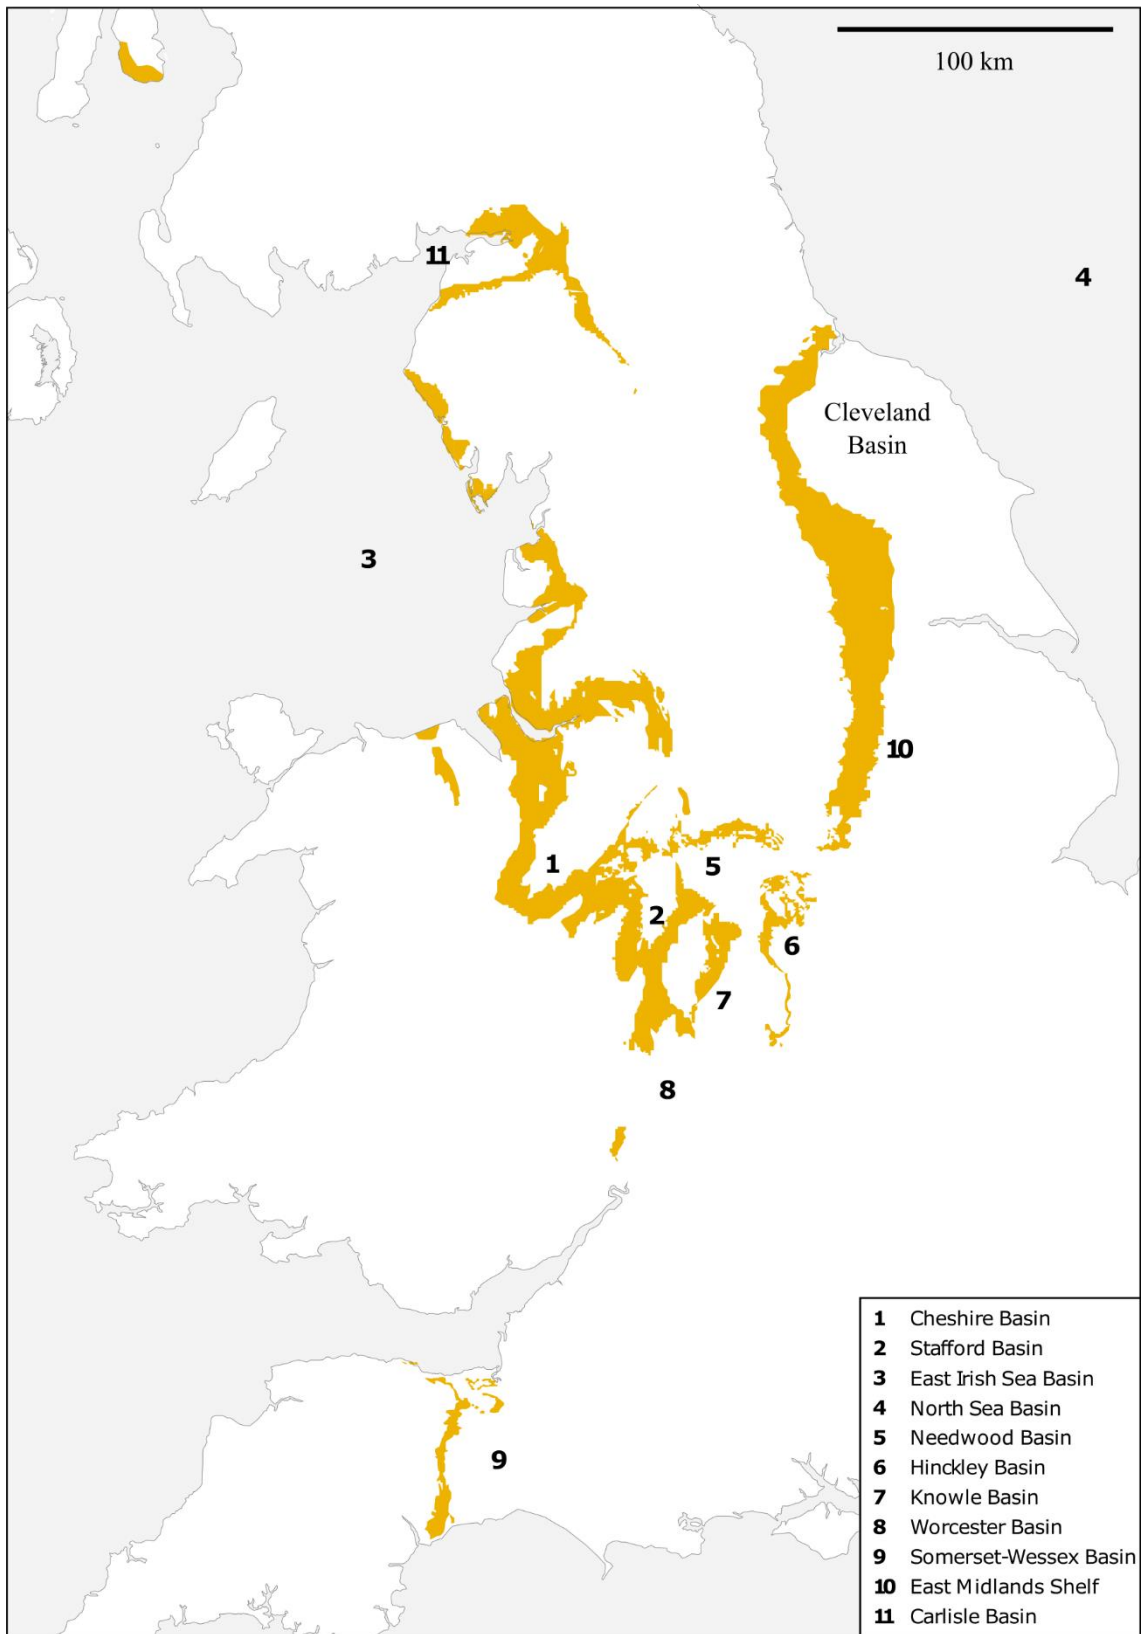 100 km
11
4
Cleveland
Basin
3
10
1
5
2
6
7
8
9
1 Cheshire Basin
2 Stafford Basin
3 East Irish Sea Basin
4 North Sea Basin
5 Needwood Basin
6 Hinckley Basin
7 Knowle Basin
8 Worcester Basin
9 Somerset-Wessex Basin
10 East Midlands Shelf
11 Carlisle Basin